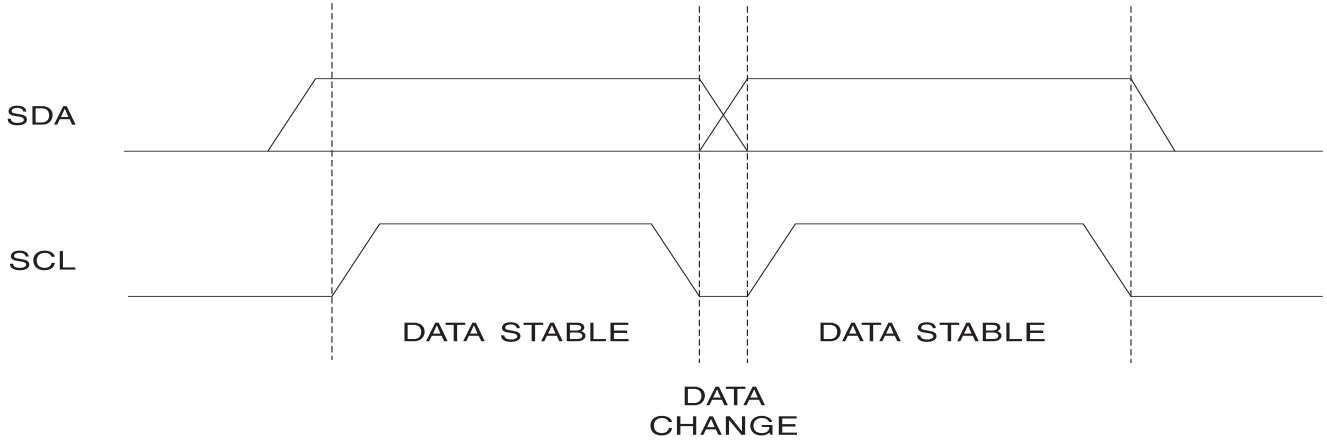 SDA
SCL
DATA STABLE
DATA STABLE
DATA
CHANGE